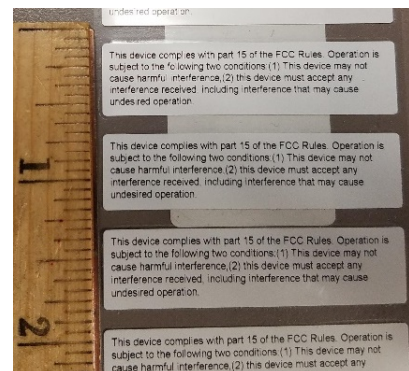 undesired operation.
This device complies with part 15 of the FCC Rules. Operation is
subject to the following two conditions:(1) This device may not
cause harmful interference,(2) this device must accept any
interference received, including interference that may cause
undesired operation.
This device complies with part 15 of the FCC Rules. Operation is
subject to the following two conditions:(1) This device may not
cause harmful interference,(2) this device must accept any
interference received, including interference that may cause
undesired operation.
This device complies with part 15 of the FCC Rules. Operation is
subject to the following two conditions:(1) This device may not
cause harmful interference,(2) this device must accept any
interference received, including interference that may cause
undesired operation.
This device complies with part 15 of the FCC Rules. Operation is
subject to the following two conditions:(1) This device may not
cause harmful interference,(2) this device must accept any
1
2